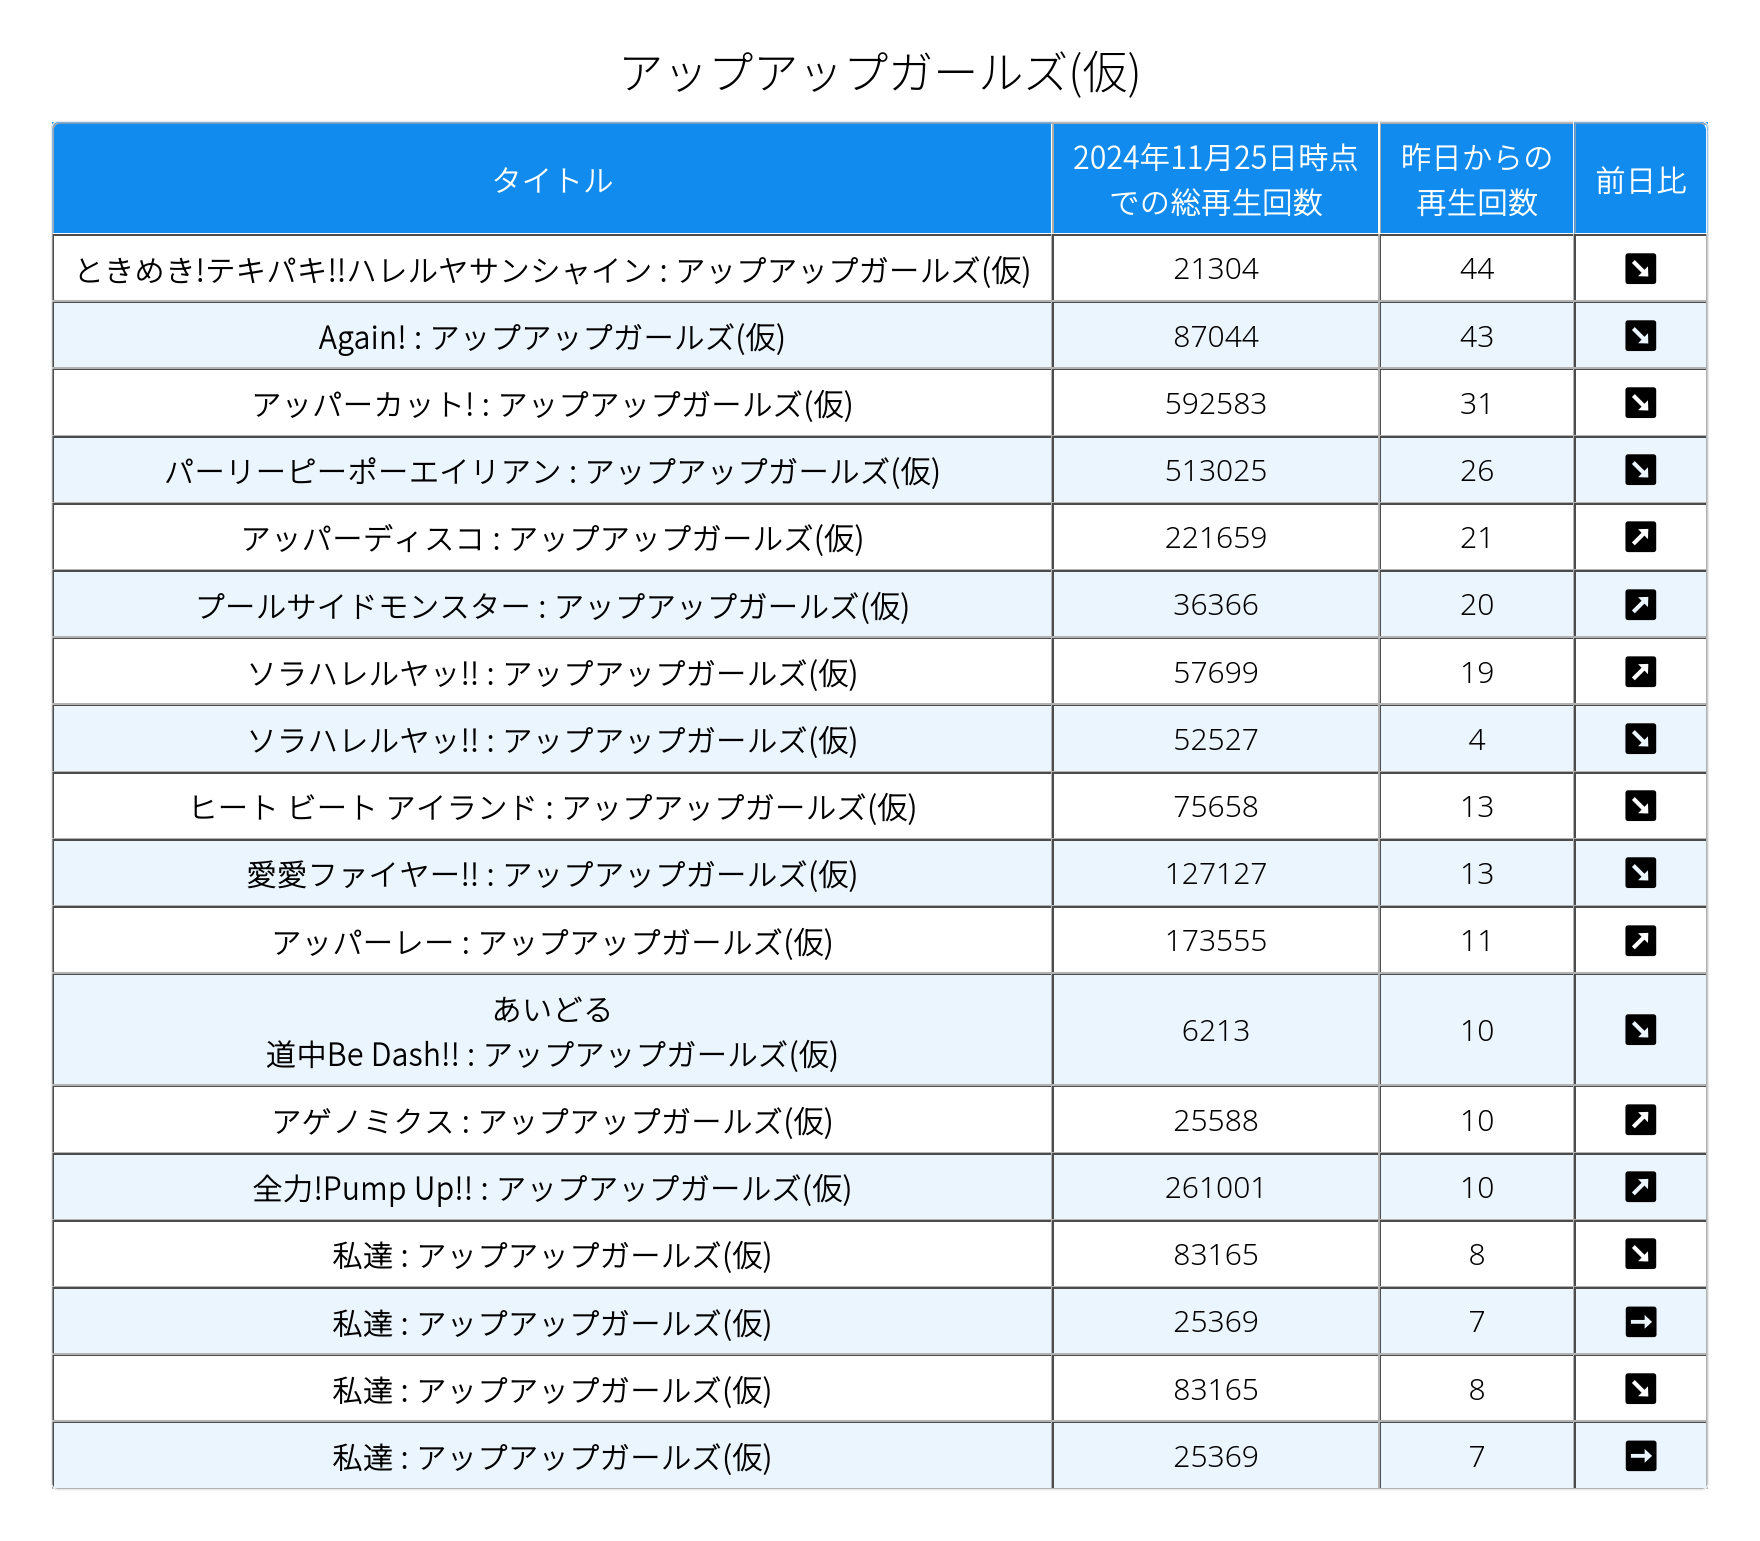 アップアップガールズ(仮)
タイトル 2024年11月25日時点での総再生回数 昨日からの再生回数 前日比
ときめき!テキパキ!!ハレルヤサンシャイン : アップアップガールズ(仮) 21304 44 ↘
Again! : アップアップガールズ(仮) 87044 43 ↘
アッパーカット! : アップアップガールズ(仮) 592583 31 ↘
パーリーピーポーエイリアン : アップアップガールズ(仮) 513025 26 ↘
アッパーディスコ : アップアップガールズ(仮) 221659 21 ↗
プールサイドモンスター : アップアップガールズ(仮) 36366 20 ↗
ソラハレルヤッ!! : アップアップガールズ(仮) 57699 19 ↗
ソラハレルヤッ!! : アップアップガールズ(仮) 52527 4 ↘
ヒート ビート アイランド : アップアップガールズ(仮) 75658 13 ↘
愛愛ファイヤー!! : アップアップガールズ(仮) 127127 13 ↘
アッパーレー : アップアップガールズ(仮) 173555 11 ↗
あいどる
道中Be Dash!! : アップアップガールズ(仮) 6213 10 ↘
アゲノミクス : アップアップガールズ(仮) 25588 10 ↗
全力!Pump Up!! : アップアップガールズ(仮) 261001 10 ↗
私達 : アップアップガールズ(仮) 83165 8 ↘
私達 : アップアップガールズ(仮) 25369 7 →
私達 : アップアップガールズ(仮) 83165 8 ↘
私達 : アップアップガールズ(仮) 25369 7 →